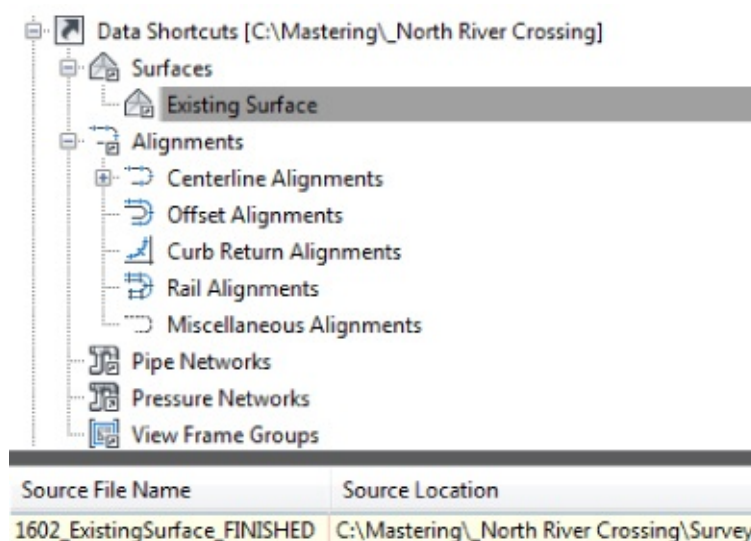 Data Shortcuts [C:\Mastering\_North River Crossing]
Surfaces
Existing Surface
Alignments
Centerline Alignments
Offset Alignments
Curb Return Alignments
Rail Alignments
Miscellaneous Alignments
Pipe Networks
Pressure Networks
View Frame Groups
Source File Name Source Location
1602_ExistingSurface_FINISHED C:\Mastering\_North River Crossing\Survey